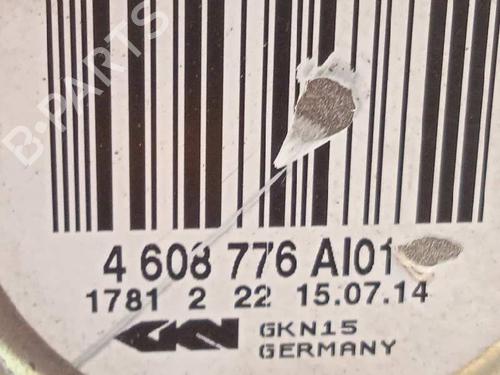 B-PARTS
4 608 776 AI01
1781 2 22 15.07.14
GKN GKN15
GERMANY